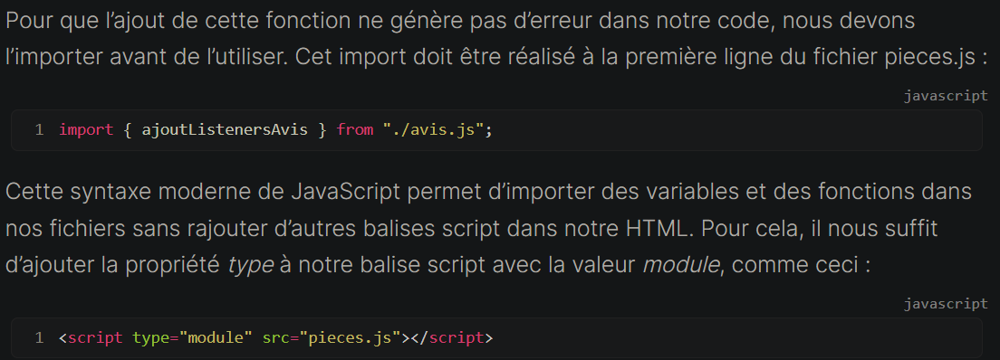 Pour que l’ajout de cette fonction ne génère pas d’erreur dans notre code, nous devons
l’importer avant de l’utiliser. Cet import doit être réalisé à la première ligne du fichier pieces.js :
javascript
1 import { ajoutListenersAvis } from "./avis.js";
Cette syntaxe moderne de JavaScript permet d’importer des variables et des fonctions dans
nos fichiers sans rajouter d’autres balises script dans notre HTML. Pour cela, il nous suffit
d’ajouter la propriété type à notre balise script avec la valeur module, comme ceci :
javascript
1 <script type="module" src="pieces.js"></script>